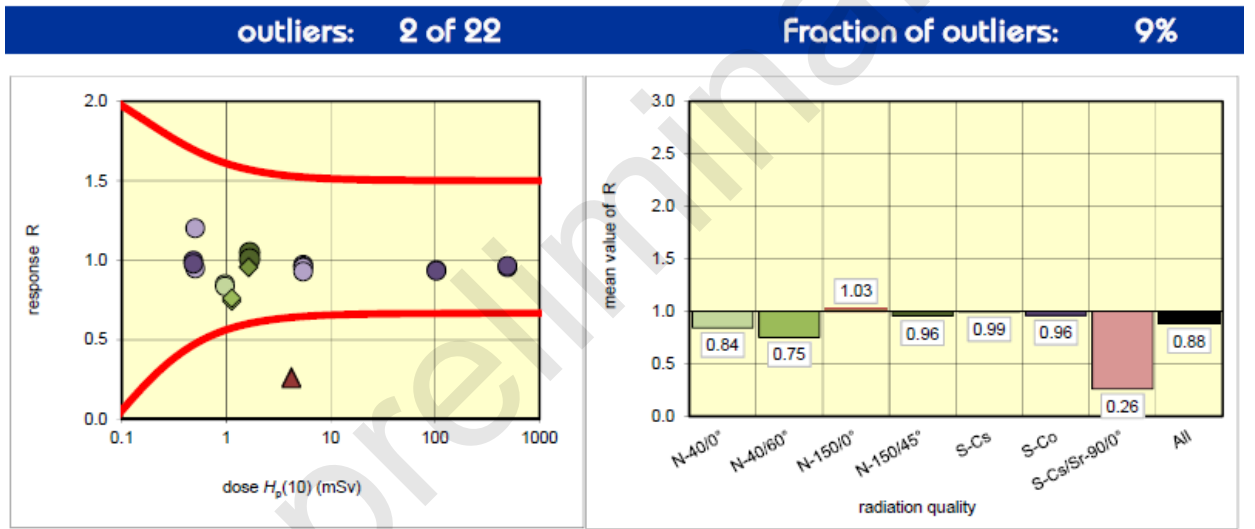 outliers: 2 of 22 Fraction of outliers: 9%
2.0
1.5
1.0
0.5
0.0
response R
0.1 1 10 100 1000
dose Hp(10) (mSv)
3.0
2.5
2.0
1.5
1.0
0.5
0.0
mean value of R
0.84
0.75
1.03
0.96
0.99
0.96
0.26
0.88
N-40/0°
N-40/60°
N-150/0°
N-150/45°
S-Cs
S-Co
S-Cs/Sr-90/0°
All
radiation quality
preliminar